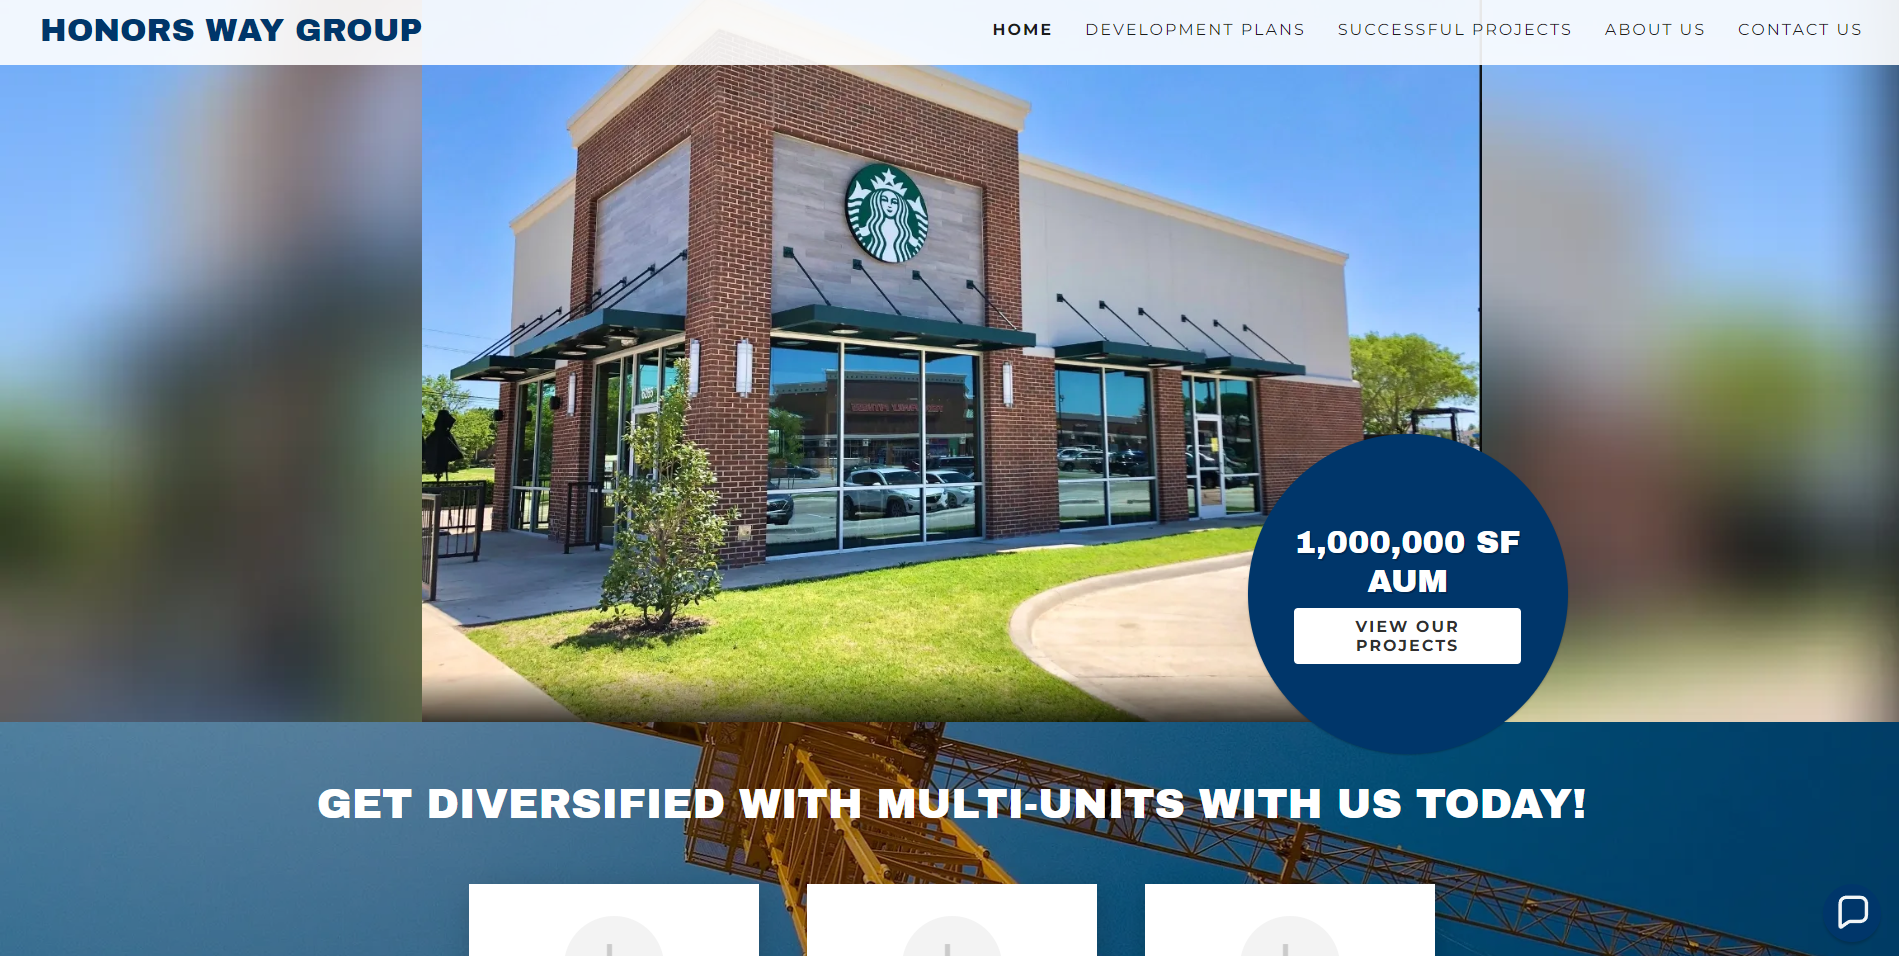 HONORS WAY GROUP
HOME DEVELOPMENT PLANS SUCCESSFUL PROJECTS ABOUT US CONTACT US
1,000,000 SF
AUM
VIEW OUR
PROJECTS
GET DIVERSIFIED WITH MULTI-UNITS WITH US TODAY!